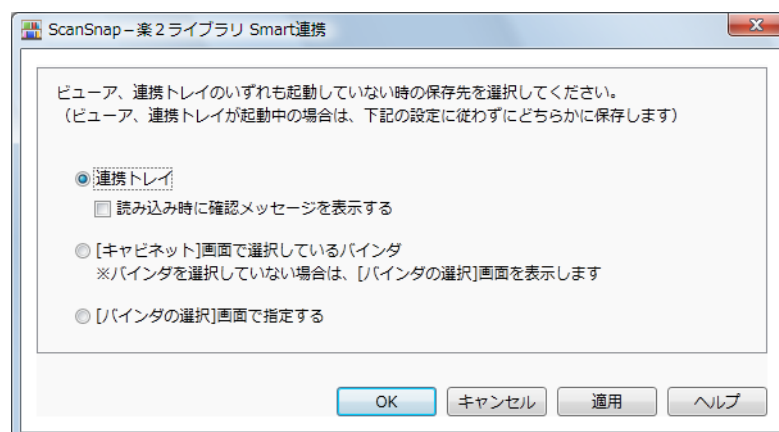 ScanSnap－楽２ライブラリ Smart連携
ビューア、連携トレイのいずれも起動していない時の保存先を選択してください。
（ビューア、連携トレイが起動中の場合は、下記の設定に従わずにどちらかに保存します）
連携トレイ
読み込み時に確認メッセージを表示する
[キャビネット]画面で選択しているバインダ
※バインダを選択していない場合は、[バインダの選択]画面を表示します
[バインダの選択]画面で指定する
OK キャンセル 適用 ヘルプ